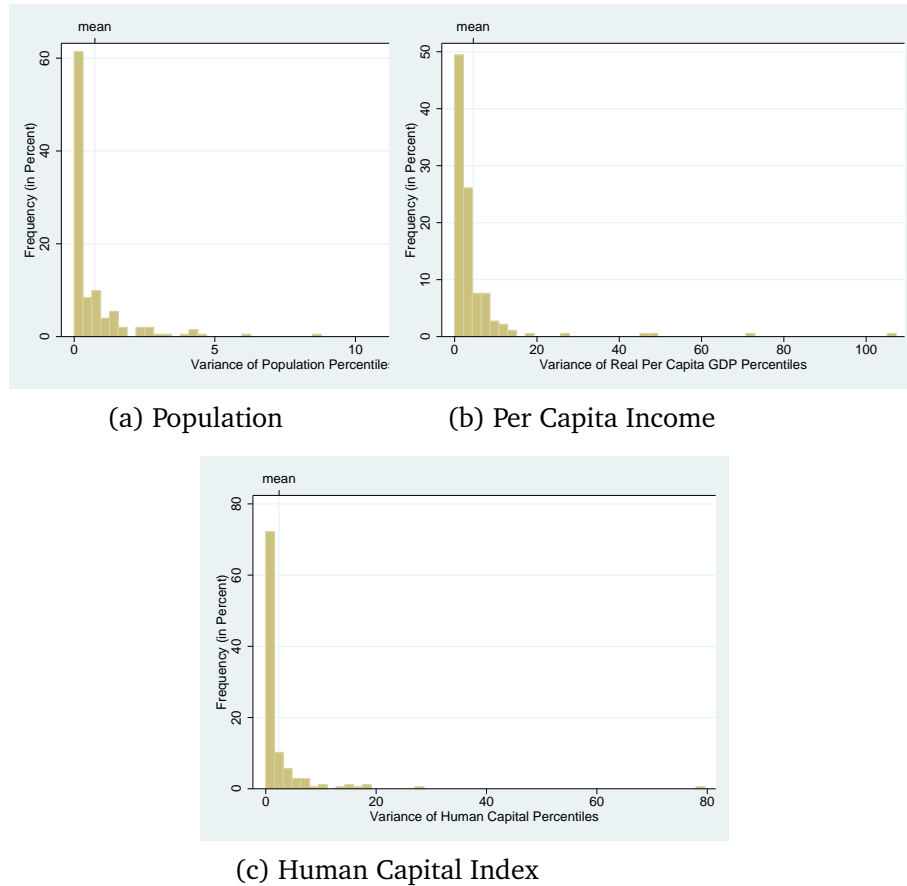 mean
Frequency (in Percent)
0 20 40 60
0 5 10
Variance of Population Percentiles
(a) Population
mean
Frequency (in Percent)
0 10 20 30 40 50
0 20 40 60 80 100
Variance of Real Per Capita GDP Percentiles
(b) Per Capita Income
mean
Frequency (in Percent)
0 20 40 60 80
0 20 40 60 80
Variance of Human Capital Percentiles
(c) Human Capital Index